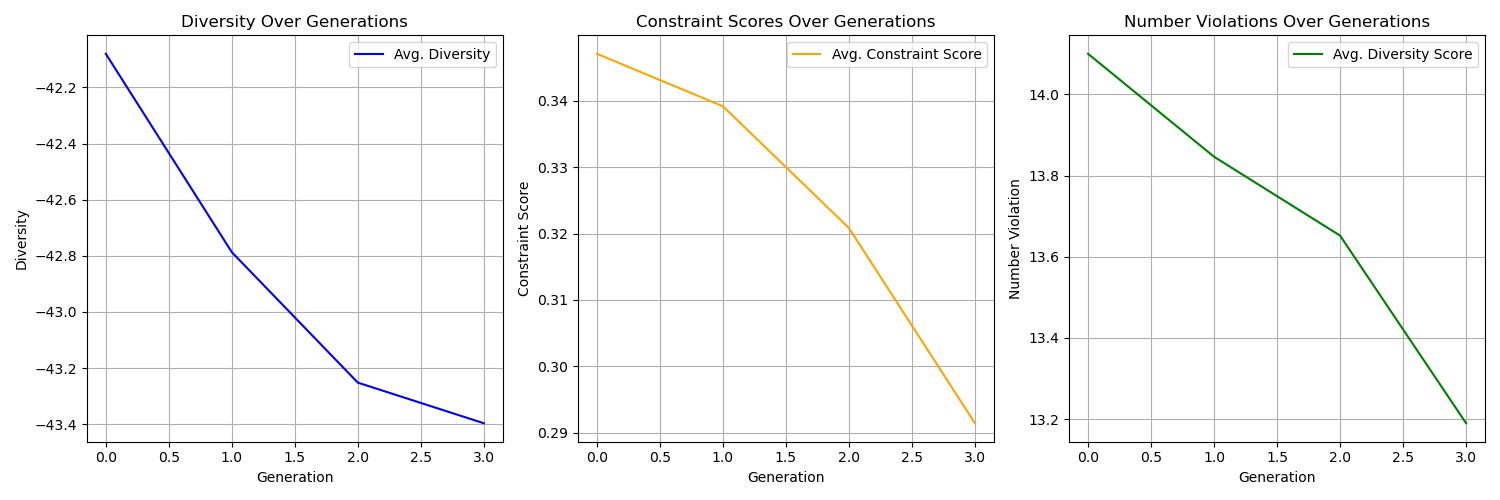 Diversity Over Generations
Avg. Diversity
Diversity
−42.2
−42.4
−42.6
−42.8
−43.0
−43.2
−43.4
0.0 0.5 1.0 1.5 2.0 2.5 3.0
Generation
Constraint Scores Over Generations
Avg. Constraint Score
Constraint Score
0.34
0.33
0.32
0.31
0.30
0.29
0.0 0.5 1.0 1.5 2.0 2.5 3.0
Generation
Number Violations Over Generations
Avg. Diversity Score
Number Violation
14.0
13.8
13.6
13.4
13.2
0.0 0.5 1.0 1.5 2.0 2.5 3.0
Generation